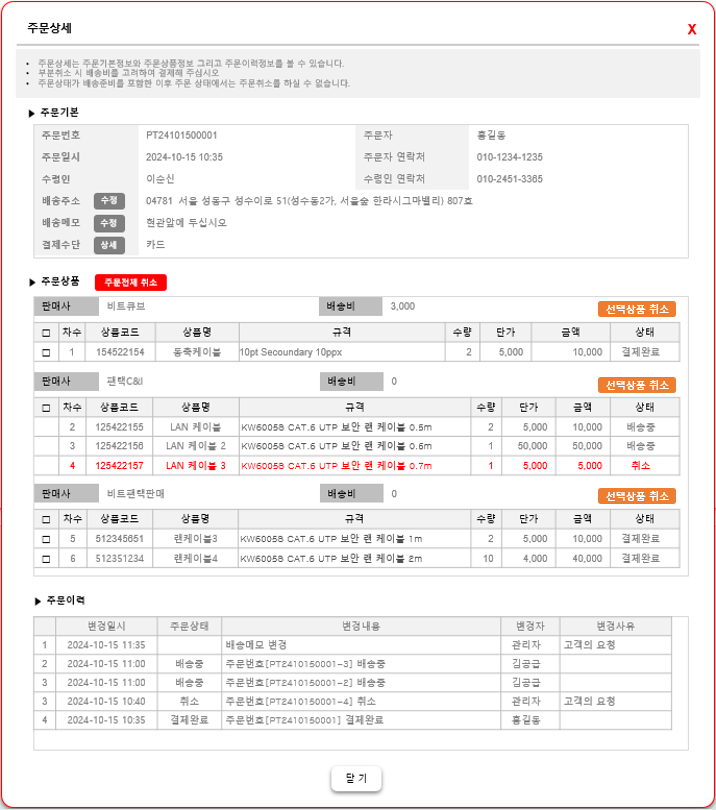 주문상세
X
• 주문상세는 주문기본정보와 주문상품정보 그리고 주문이력정보를 볼 수 있습니다.
• 부분취소 시 배송비를 고려하여 결제해 주십시오
• 주문상태가 배송준비를 포함한 이후 주문 상태에서는 주문취소를 하실 수 없습니다.
▶ 주문기본
주문번호 PT24101500001 주문자 홍길동
주문일시 2024-10-15 10:35 주문자 연락처 010-1234-1235
수령인 이순신 수령인 연락처 010-2451-3365
배송주소 수정 04781 서울 성동구 성수이로 51(성수동2가, 서울숲 한라시그마밸리) 807호
배송메모 수정 현관앞에 두십시오
결제수단 상세 카드
▶ 주문상품 주문전체 취소
판매사 비트큐브 배송비 3,000 선택상품 취소
□ 차수 상품코드 상품명 규격 수량 단가 금액 상태
□ 1 154522154 동축케이블 10pt Secoundary 10ppx 2 5,000 10,000 결제완료
판매사 팬택C&I 배송비 0 선택상품 취소
□ 차수 상품코드 상품명 규격 수량 단가 금액 상태
2 125422155 LAN 케이블 KW6005B CAT.6 UTP 보안 랜 케이블 0.5m 2 5,000 10,000 배송중
3 125422156 LAN 케이블 2 KW6005B CAT.6 UTP 보안 랜 케이블 0.6m 1 50,000 50,000 배송중
4 125422157 LAN 케이블 3 KW6005B CAT.6 UTP 보안 랜 케이블 0.7m 1 5,000 5,000 취소
판매사 비트팬택판매 배송비 0 선택상품 취소
□ 차수 상품코드 상품명 규격 수량 단가 금액 상태
□ 5 512345651 랜케이블3 KW6005B CAT.6 UTP 보안 랜 케이블 1m 2 5,000 10,000 결제완료
□ 6 512351234 랜케이블4 KW6005B CAT.6 UTP 보안 랜 케이블 2m 10 4,000 40,000 결제완료
▶ 주문이력
변경일시 주문상태 변경내용 변경자 변경사유
1 2024-10-15 11:35 배송메모 변경 관리자 고객의 요청
2 2024-10-15 11:00 배송중 주문번호[PT2410150001-3] 배송중 김공급
3 2024-10-15 11:00 배송중 주문번호[PT2410150001-2] 배송중 김공급
3 2024-10-15 10:40 취소 주문번호[PT2410150001-4] 취소 관리자 고객의 요청
4 2024-10-15 10:35 결제완료 주문번호[PT2410150001] 결제완료 홍길동
닫 기